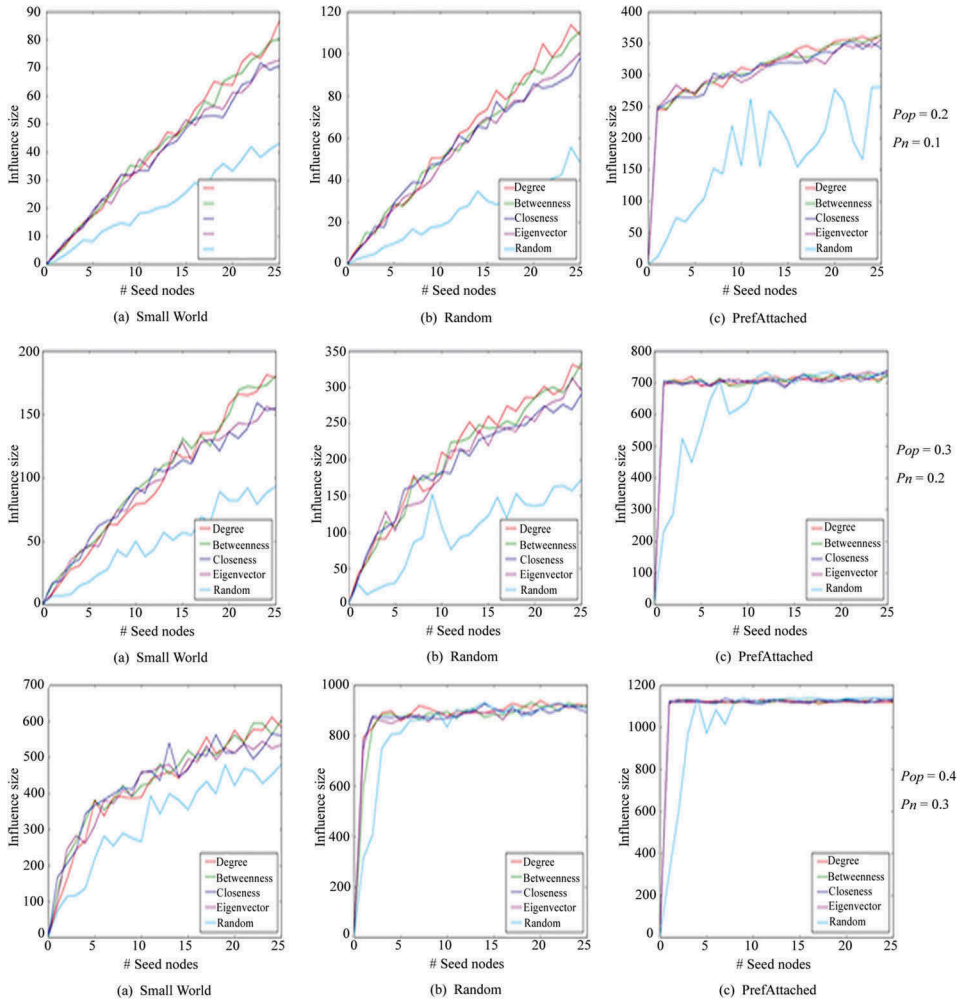 90
80
70
60
50
40
30
20
10
0
Influence size
0 5 10 15 20 25
# Seed nodes
(a) Small World
120
100
80
60
40
20
0
Influence size
Degree
Betweenness
Closeness
Eigenvector
Random
0 5 10 15 20 25
# Seed nodes
(b) Random
400
350
300
250
200
150
100
50
0
Influence size
Degree
Betweenness
Closeness
Eigenvector
Random
0 5 10 15 20 25
# Seed nodes
(c) PrefAttached
Pop = 0.2
Pn = 0.1
200
150
100
50
0
Influence size
Degree
Betweenness
Closeness
Eigenvector
Random
0 5 10 15 20 25
# Seed nodes
(a) Small World
350
300
250
200
150
100
50
0
Influence size
Degree
Betweenness
Closeness
Eigenvector
Random
0 5 10 15 20 25
# Seed nodes
(b) Random
800
700
600
500
400
300
200
100
0
Influence size
Degree
Betweenness
Closeness
Eigenvector
Random
0 5 10 15 20 25
# Seed nodes
(c) PrefAttached
Pop = 0.3
Pn = 0.2
700
600
500
400
300
200
100
0
Influence size
Degree
Betweenness
Closeness
Eigenvector
Random
0 5 10 15 20 25
# Seed nodes
(a) Small World
1000
800
600
400
200
0
Influence size
Degree
Betweenness
Closeness
Eigenvector
Random
0 5 10 15 20 25
# Seed nodes
(b) Random
1200
1000
800
600
400
200
0
Influence size
Degree
Betweenness
Closeness
Eigenvector
Random
0 5 10 15 20 25
# Seed nodes
(c) PrefAttached
Pop = 0.4
Pn = 0.3